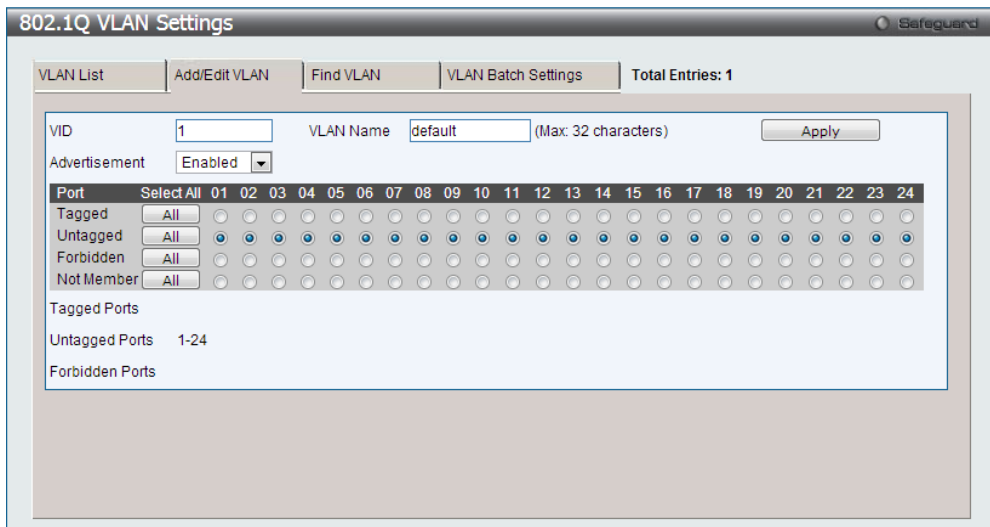 802.1Q VLAN Settings Safeguard
VLAN List Add/Edit VLAN Find VLAN VLAN Batch Settings Total Entries: 1
VID 1 VLAN Name default (Max: 32 characters) Apply
Advertisement Enabled
Port Select All 01 02 03 04 05 06 07 08 09 10 11 12 13 14 15 16 17 18 19 20 21 22 23 24
Tagged All
Untagged All
Forbidden All
Not Member All
Tagged Ports
Untagged Ports 1-24
Forbidden Ports